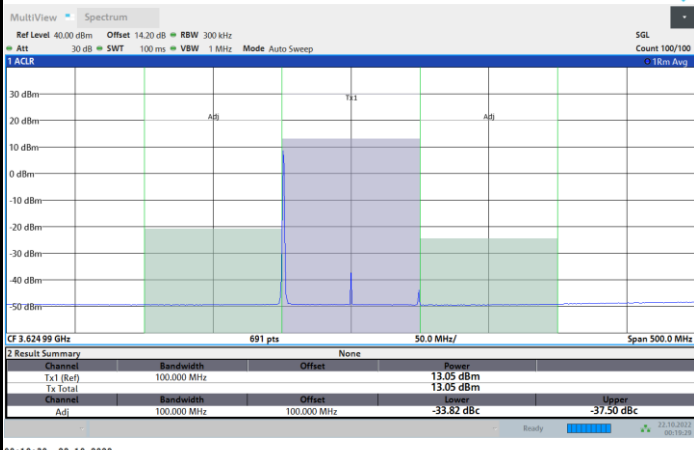 MultiView Spectrum
Ref Level 40.00 dBm Offset 14.20 dB RBW 300 kHz SGL
Att 30 dB SWT 100 ms VBW 1 MHz Mode Auto Sweep Count 100/100
1 ACLR 1Rm Avg
30 dBm
Tx1
20 dBm
Adj Adj
10 dBm
0 dBm
-10 dBm
-20 dBm
-30 dBm
-40 dBm
-50 dBm
CF 3.624 99 GHz 691 pts 50.0 MHz/ Span 500.0 MHz
2 Result Summary None
Channel Bandwidth Offset Power
Tx1 (Ref) 100.000 MHz 13.05 dBm
Tx Total 13.05 dBm
Channel Bandwidth Offset Lower Upper
Adj 100.000 MHz 100.000 MHz -33.82 dBc -37.50 dBc
Ready 22.10.2022
00:19:29